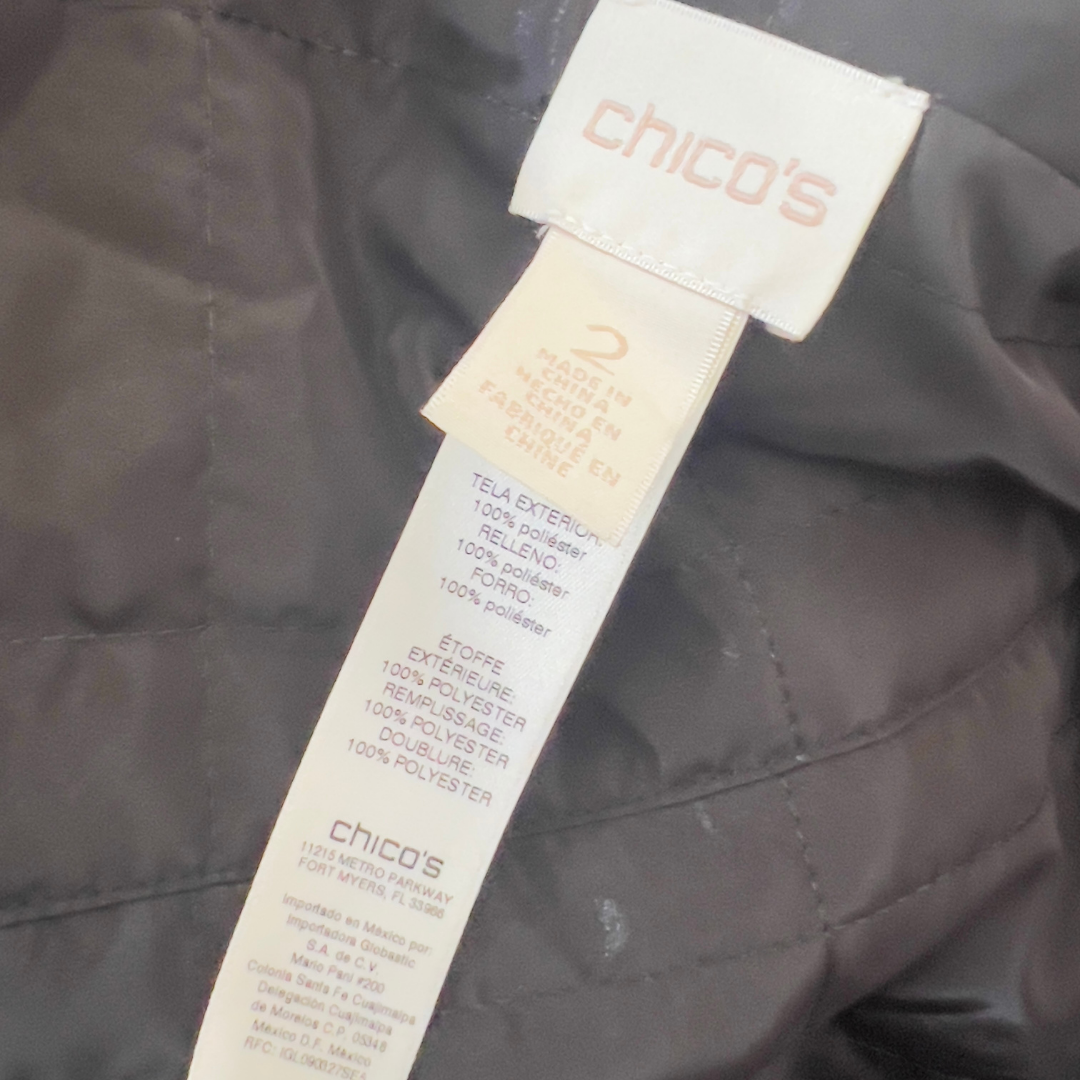 chico's
2
MADE IN
CHINA
HECHO EN
CHINA
FABRIQUÉ EN
CHINE
TELA EXTERIOR:
100% poliéster
RELLENO:
100% poliéster
FORRO:
100% poliéster
ÉTOFFE
EXTÉRIEURE:
100% POLYESTER
REMPLISSAGE:
100% POLYESTER
DOUBLURE:
100% POLYESTER
chico's
11215 METRO PARKWAY
FORT MYERS, FL 33966
Importado en México por:
Importadora Globastic
S.A. de C.V.
Mario Pani #200
Colonia Santa Fe Cuajimalpa
Delegación Cuajimalpa
de Morelos C.P. 05348
México D.F. México
RFC: